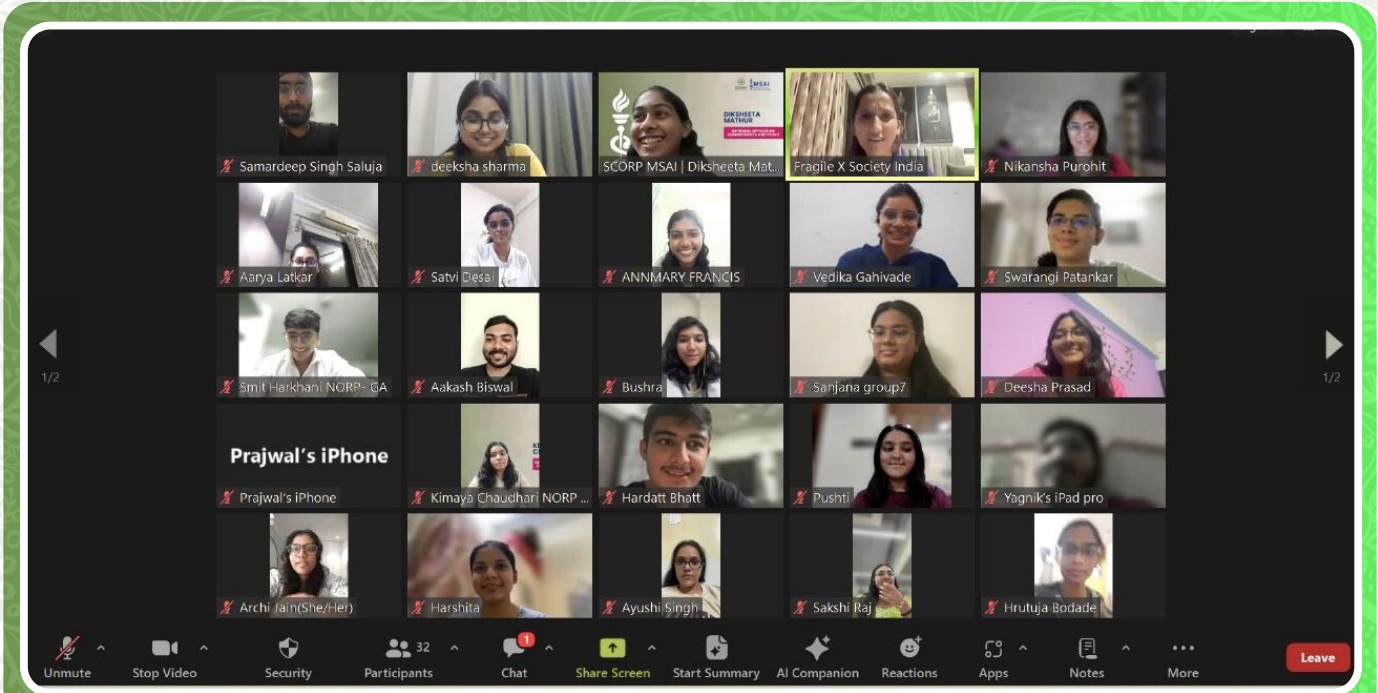 MSAI
DIKSHEETA
MATHUR
Samardeep Singh Saluja
deeksha sharma
SCORP MSAI | Diksheeta Mat...
Fragile X Society India
Nikansha Purohit
Aarya Latkar
Satvi Desai
ANNMARY FRANCIS
Vedika Gahivade
Swarangi Patankar
Smit Harkhani NORP- GA
Aakash Biswal
Bushra
Sanjana group7
Deesha Prasad
1/2
1/2
Prajwal's iPhone
Prajwal's iPhone
Kimaya Chaudhari NORP ...
Hardatt Bhatt
Pushti
Yagnik's iPad pro
Archi Jain(She/Her)
Harshita
Ayushi Singh
Sakshi Raj
Hrutuja Bodade
32
1
Unmute
Stop Video
Security
Participants
Chat
Share Screen
Start Summary
AI Companion
Reactions
Apps
Notes
More
Leave